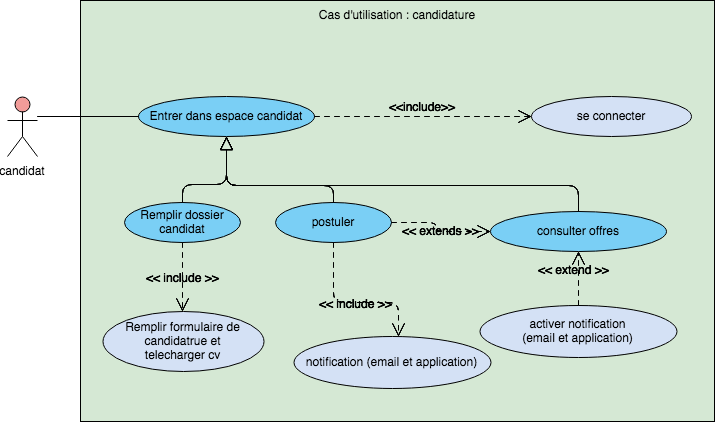 Cas d'utilisation : candidature
Entrer dans espace candidat
<<include>>
se connecter
candidat
Remplir dossier
candidat
postuler
<< extends >>
consulter offres
<< include >>
<< extend >>
<< include >>
Remplir formulaire de
candidatrue et
telecharger cv
notification (email et application)
activer notification
(email et application)